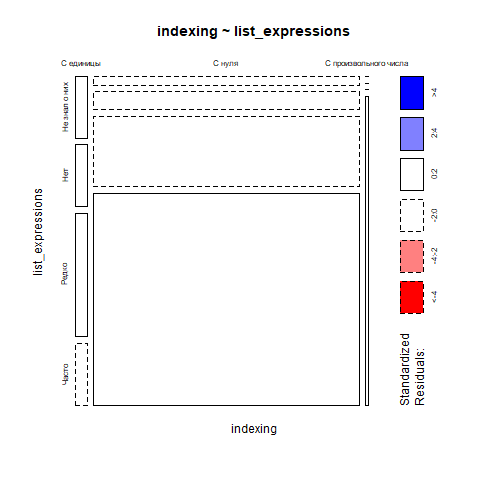 indexing ~ list_expressions
С единицы
С нуля
С произвольного числа
Не знал о них
Нет
Редко
Часто
list_expressions
indexing
>4
2:4
0:2
-2:0
-4:-2
<-4
Standardized
Residuals: